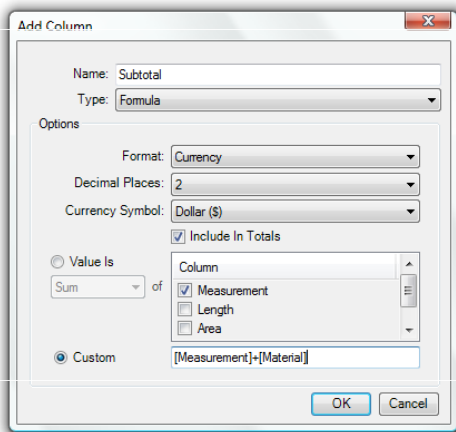 Add Column
Name: Subtotal
Type: Formula
Options
Format: Currency
Decimal Places: 2
Currency Symbol: Dollar ($)
Include In Totals
Value Is
Column
Sum of
Measurement
Length
Area
Custom [Measurement]+[Material]
OK Cancel